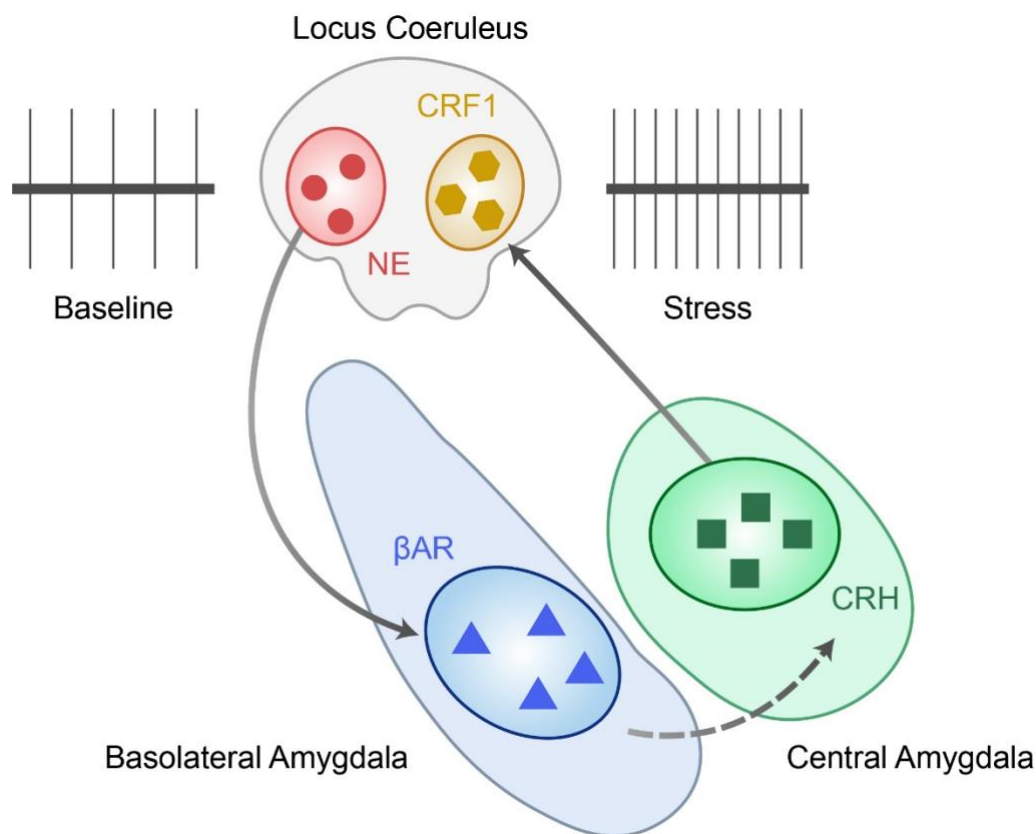 Locus Coeruleus
CRF1
NE
Baseline
Stress
βAR
CRH
Basolateral Amygdala
Central Amygdala